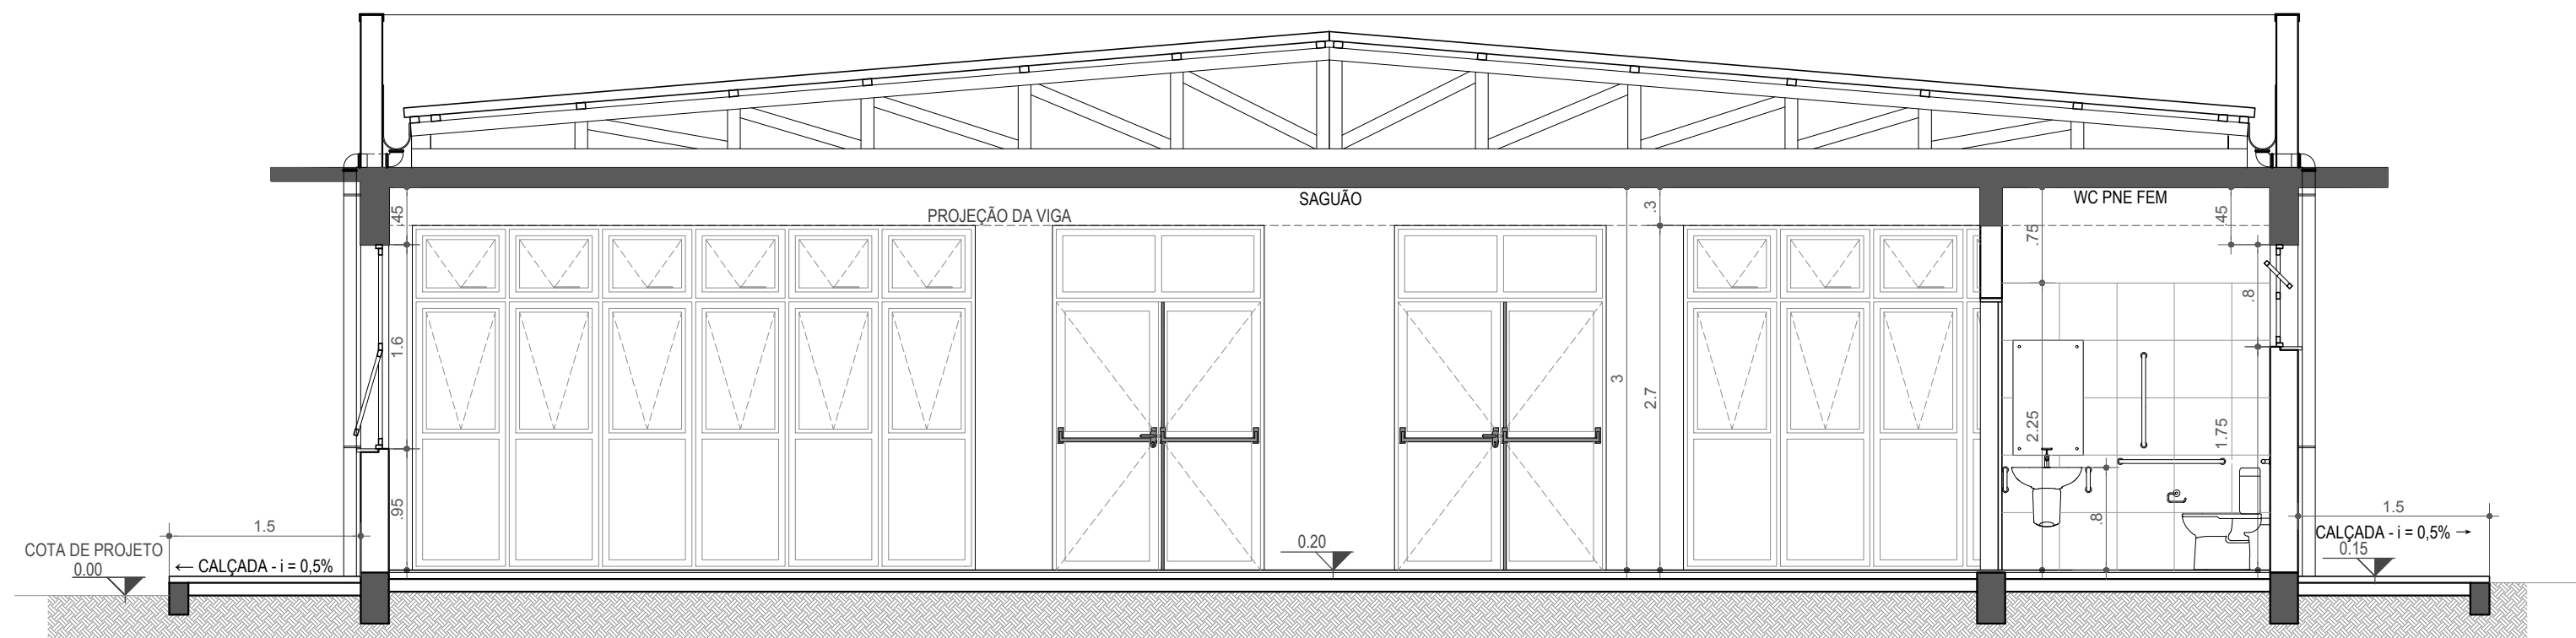 SAGUÃO
WC PNE FEM
PROJEÇÃO DA VIGA
.45
.3
.75
.45
1.6
.8
3
2.7
2.25
1.75
.95
.8
1.5
COTA DE PROJETO
0.00
← CALÇADA - i = 0,5%
0.20
1.5
CALÇADA - i = 0,5% →
0.15